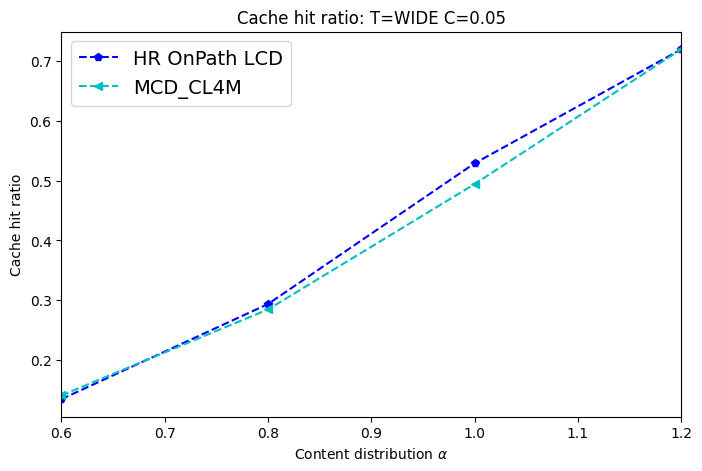 Cache hit ratio: T=WIDE C=0.05
HR OnPath LCD
MCD_CL4M
Cache hit ratio
0.7
0.6
0.5
0.4
0.3
0.2
0.6 0.7 0.8 0.9 1.0 1.1 1.2
Content distribution α